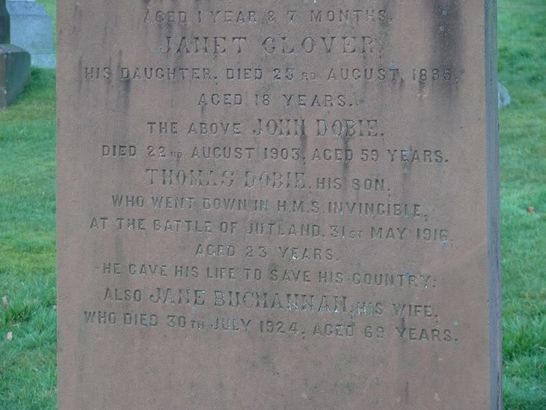 AGED 1 YEAR & 7 MONTHS.
JANET GLOVER,
HIS DAUGHTER, DIED 23RD AUGUST, 1885,
AGED 18 YEARS.
THE ABOVE JOHN DOBIE,
DIED 22ND AUGUST 1903, AGED 59 YEARS.
THOMAS DOBIE, HIS SON,
WHO WENT DOWN IN H.M.S. INVINCIBLE,
AT THE BATTLE OF JUTLAND, 31ST MAY 1916,
AGED 23 YEARS.
HE GAVE HIS LIFE TO SAVE HIS COUNTRY;
ALSO JANE BUCHANNAN, HIS WIFE,
WHO DIED 30TH JULY 1924, AGED 69 YEARS.